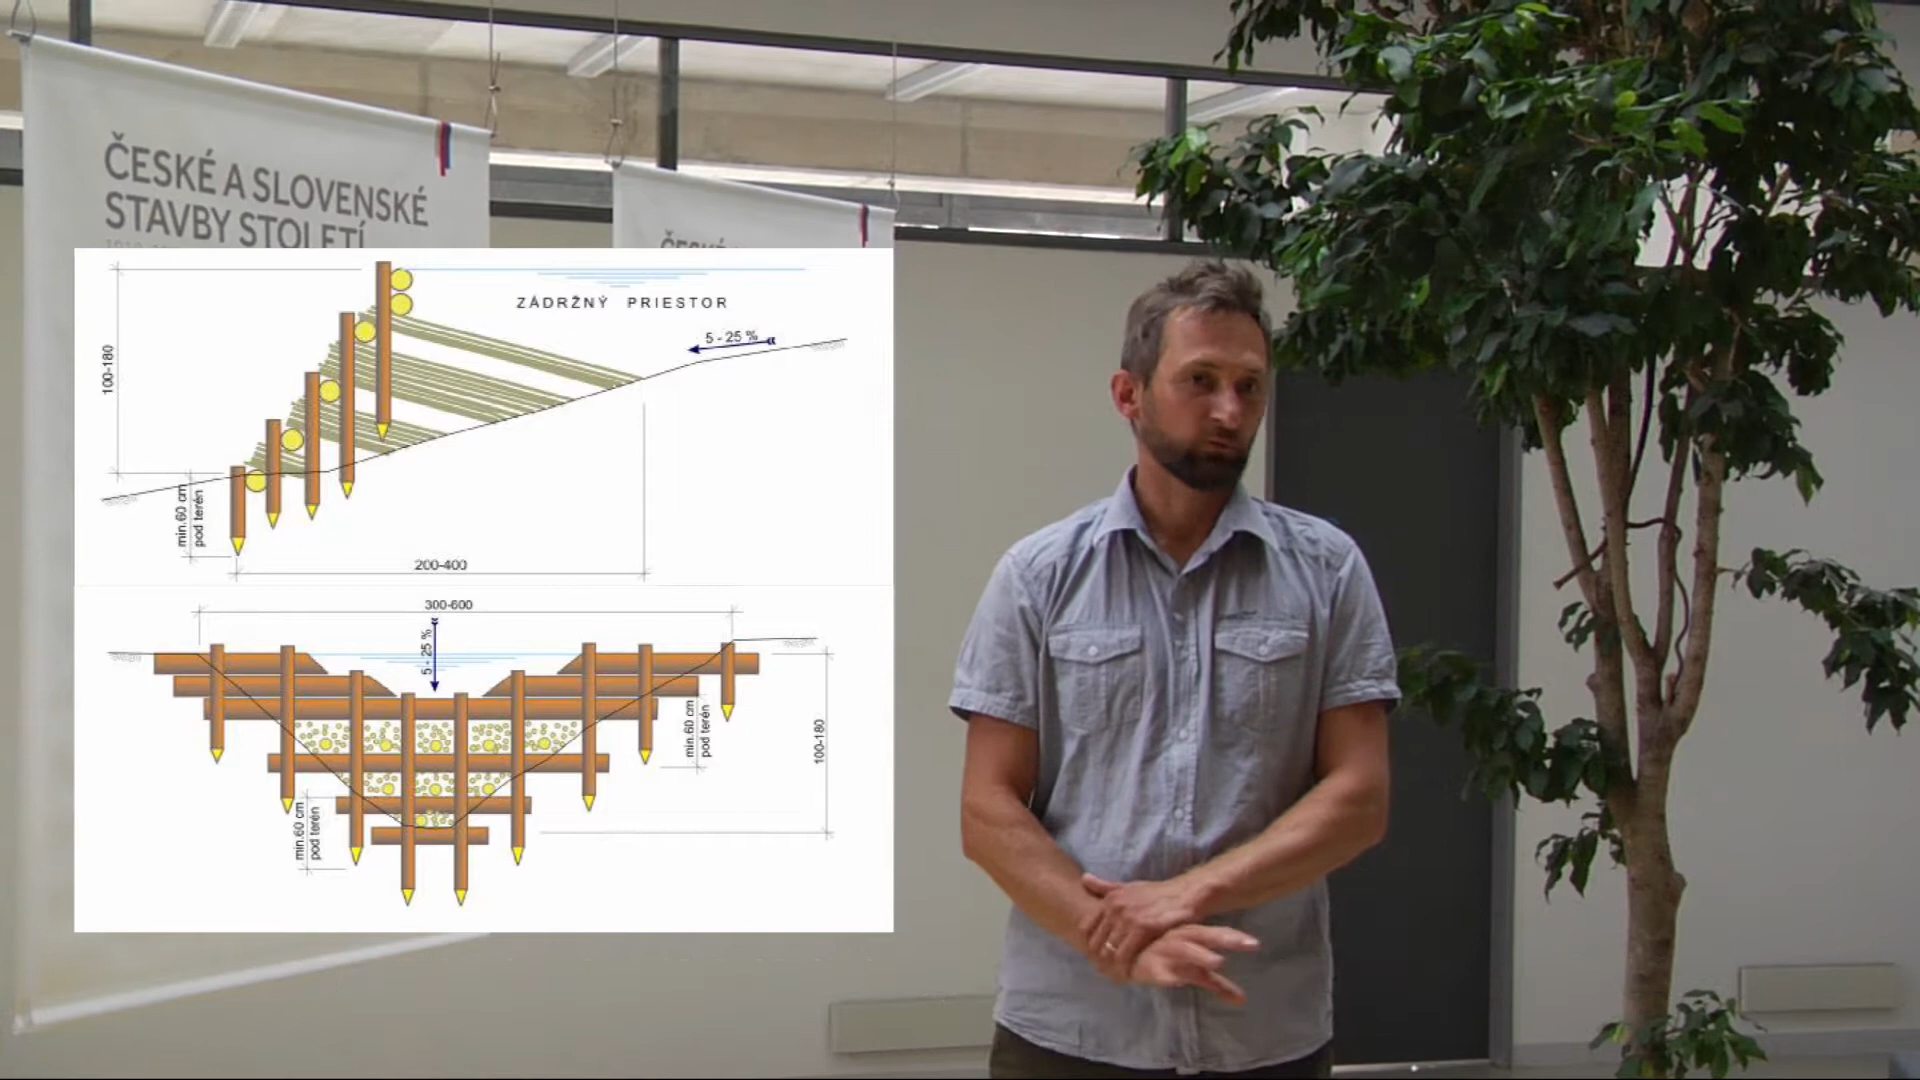 ČESKÉ A SLOVENSKÉ
STAVBY STOLETÍ
ZÁDRŽNÝ PRIESTOR
5 - 25 %
100-180
min.60 cm
pod terén
200-400
300-600
5 - 25 %
min.60 cm
pod terén
100-180
min.60 cm
pod terén